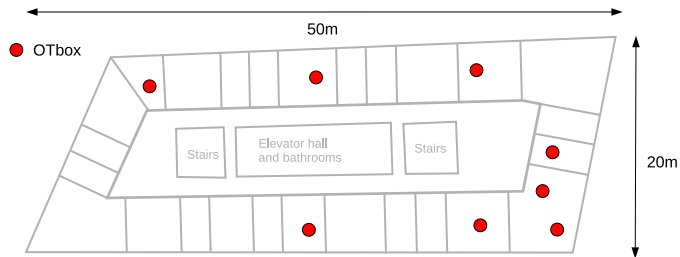 50m
OTbox
Stairs
Elevator hall
and bathrooms
Stairs
20m